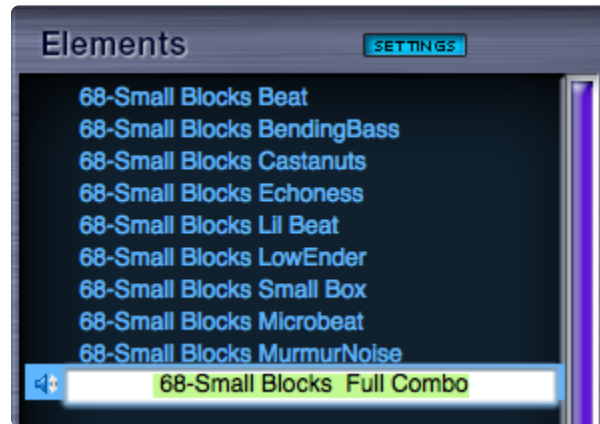 Elements
SETTINGS
68-Small Blocks Beat
68-Small Blocks BendingBass
68-Small Blocks Castanuts
68-Small Blocks Echoness
68-Small Blocks Lil Beat
68-Small Blocks LowEnder
68-Small Blocks Small Box
68-Small Blocks Microbeat
68-Small Blocks MurmurNoise
68-Small Blocks  Full Combo